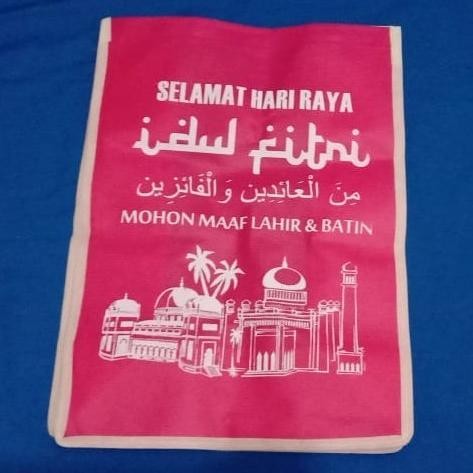 SELAMAT HARI RAYA
idul fitri
مِنَ الْعَائِدِين وَالْفَائِزِين
MOHON MAAF LAHIR & BATIN